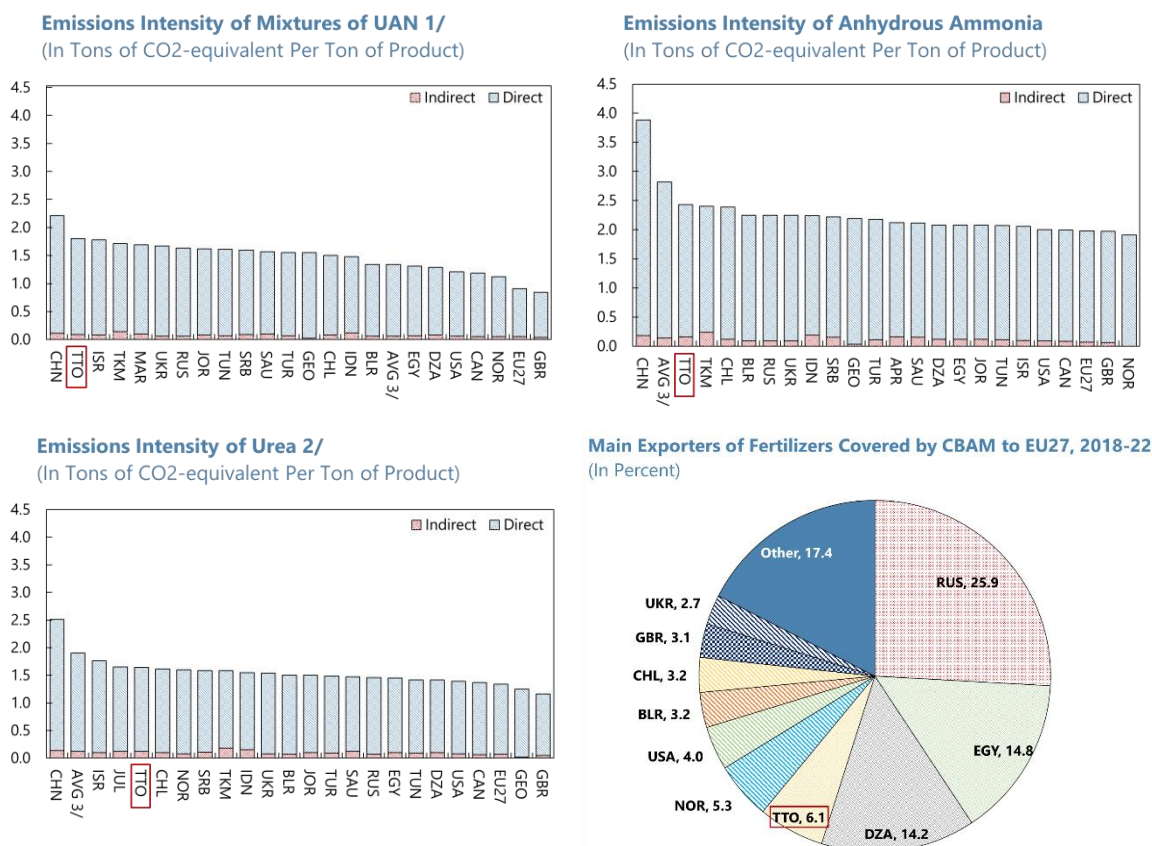 Emissions Intensity of Mixtures of UAN 1/
(In Tons of CO2-equivalent Per Ton of Product)
4.5
4.0
3.5
3.0
2.5
2.0
1.5
1.0
0.5
0.0
Indirect Direct
CHN TTO ISR TKM MAR UKR RUS JOR TUN SRB SAU TUR GEO CHL IDN BLR AVG 3/ EGY DZA USA CAN NOR EU27 GBR
Emissions Intensity of Anhydrous Ammonia
(In Tons of CO2-equivalent Per Ton of Product)
4.5
4.0
3.5
3.0
2.5
2.0
1.5
1.0
0.5
0.0
Indirect Direct
CHN AVG 3/ TTO TKM CHL BLR RUS UKR IDN SRB GEO TUR APR SAU DZA EGY JOR TUN ISR USA CAN EU27 GBR NOR
Emissions Intensity of Urea 2/
(In Tons of CO2-equivalent Per Ton of Product)
4.5
4.0
3.5
3.0
2.5
2.0
1.5
1.0
0.5
0.0
Indirect Direct
CHN AVG 3/ ISR JUL TTO CHL NOR SRB TKM IDN UKR BLR JOR TUR SAU RUS EGY TUN DZA USA CAN EU27 GEO GBR
Main Exporters of Fertilizers Covered by CBAM to EU27, 2018-22
(In Percent)
Other, 17.4
RUS, 25.9
UKR, 2.7
GBR, 3.1
CHL, 3.2
BLR, 3.2
USA, 4.0
EGY, 14.8
NOR, 5.3
TTO, 6.1
DZA, 14.2